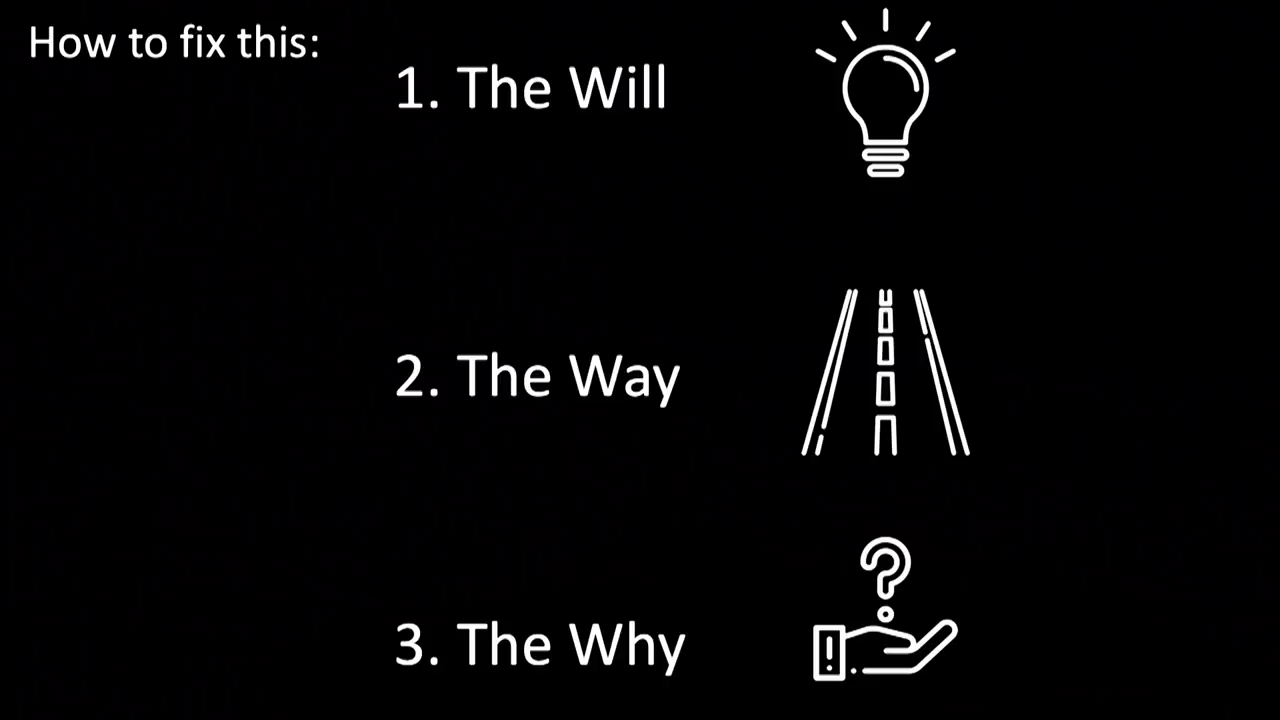 How to fix this:
1. The Will
2. The Way
?
3. The Why